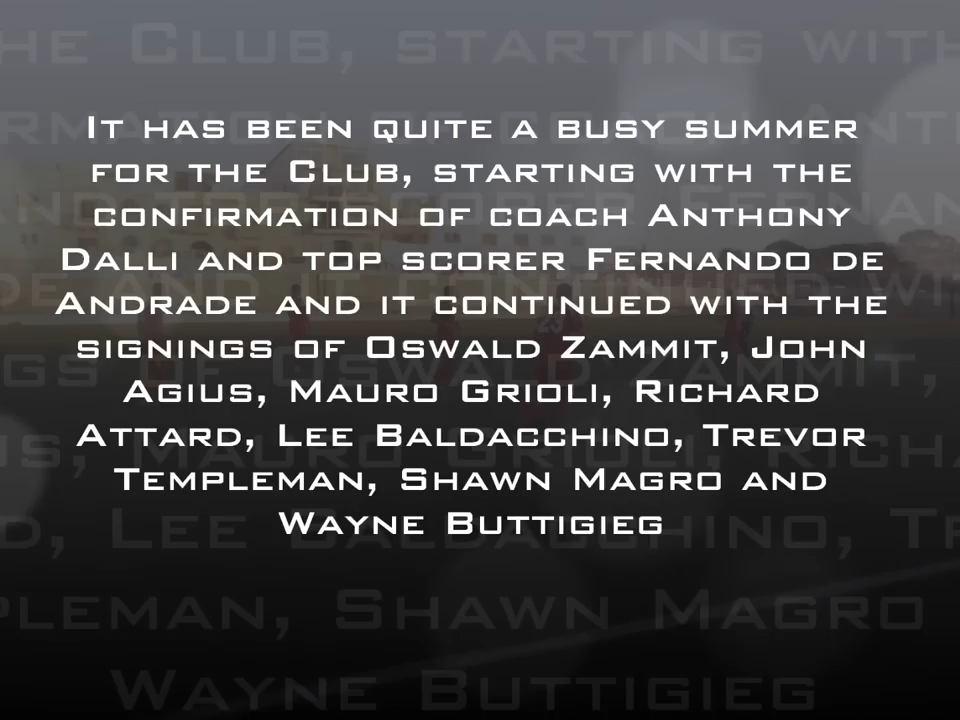 It has been quite a busy summer
for the Club, starting with the
confirmation of coach Anthony
Dalli and top scorer Fernando de
Andrade and it continued with the
signings of Oswald Zammit, John
Agius, Mauro Grioli, Richard
Attard, Lee Baldacchino, Trevor
Templeman, Shawn Magro and
Wayne Buttigieg